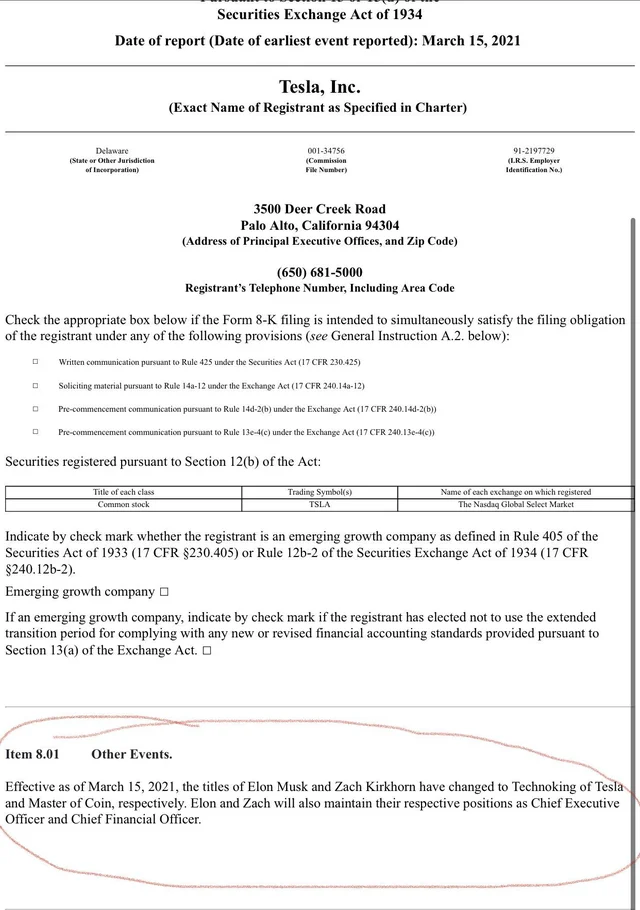 Pursuant to Section 13 or 15(d) of the
Securities Exchange Act of 1934
Date of report (Date of earliest event reported): March 15, 2021
Tesla, Inc.
(Exact Name of Registrant as Specified in Charter)
Delaware 001-34756 91-2197729
(State or Other Jurisdiction (Commission (I.R.S. Employer
of Incorporation) File Number) Identification No.)
3500 Deer Creek Road
Palo Alto, California 94304
(Address of Principal Executive Offices, and Zip Code)
(650) 681-5000
Registrant's Telephone Number, Including Area Code
Check the appropriate box below if the Form 8-K filing is intended to simultaneously satisfy the filing obligation
of the registrant under any of the following provisions (see General Instruction A.2. below):
☐ Written communication pursuant to Rule 425 under the Securities Act (17 CFR 230.425)
☐ Soliciting material pursuant to Rule 14a-12 under the Exchange Act (17 CFR 240.14a-12)
☐ Pre-commencement communication pursuant to Rule 14d-2(b) under the Exchange Act (17 CFR 240.14d-2(b))
☐ Pre-commencement communication pursuant to Rule 13e-4(c) under the Exchange Act (17 CFR 240.13e-4(c))
Securities registered pursuant to Section 12(b) of the Act:
Title of each class Trading Symbol(s) Name of each exchange on which registered
Common stock TSLA The Nasdaq Global Select Market
Indicate by check mark whether the registrant is an emerging growth company as defined in Rule 405 of the
Securities Act of 1933 (17 CFR §230.405) or Rule 12b-2 of the Securities Exchange Act of 1934 (17 CFR
§240.12b-2).
Emerging growth company ☐
If an emerging growth company, indicate by check mark if the registrant has elected not to use the extended
transition period for complying with any new or revised financial accounting standards provided pursuant to
Section 13(a) of the Exchange Act. ☐
Item 8.01 Other Events.
Effective as of March 15, 2021, the titles of Elon Musk and Zach Kirkhorn have changed to Technoking of Tesla
and Master of Coin, respectively. Elon and Zach will also maintain their respective positions as Chief Executive
Officer and Chief Financial Officer.